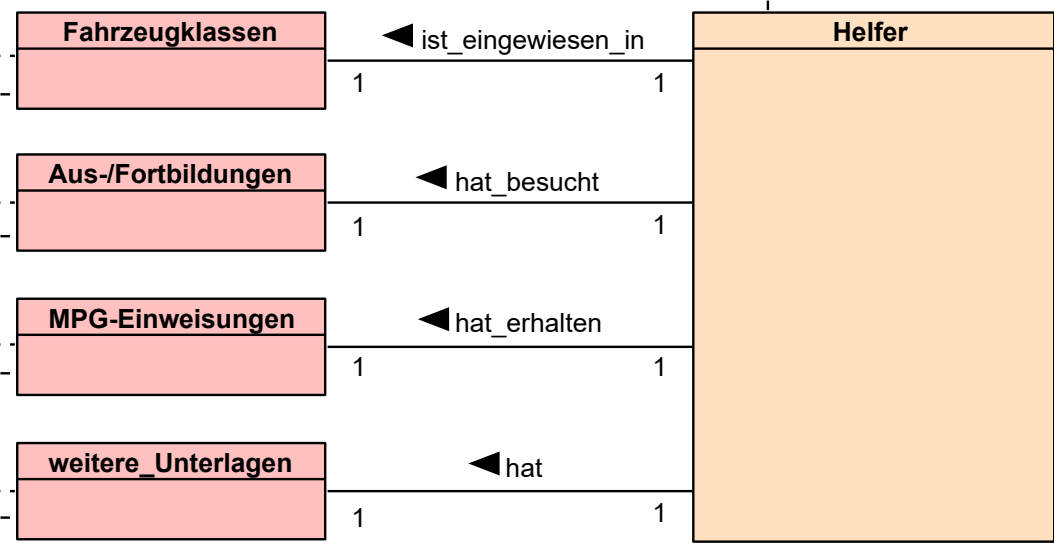 Fahrzeugklassen
ist_eingewiesen_in
Helfer
1
1
Aus-/Fortbildungen
hat_besucht
1
1
MPG-Einweisungen
hat_erhalten
1
1
weitere_Unterlagen
hat
1
1